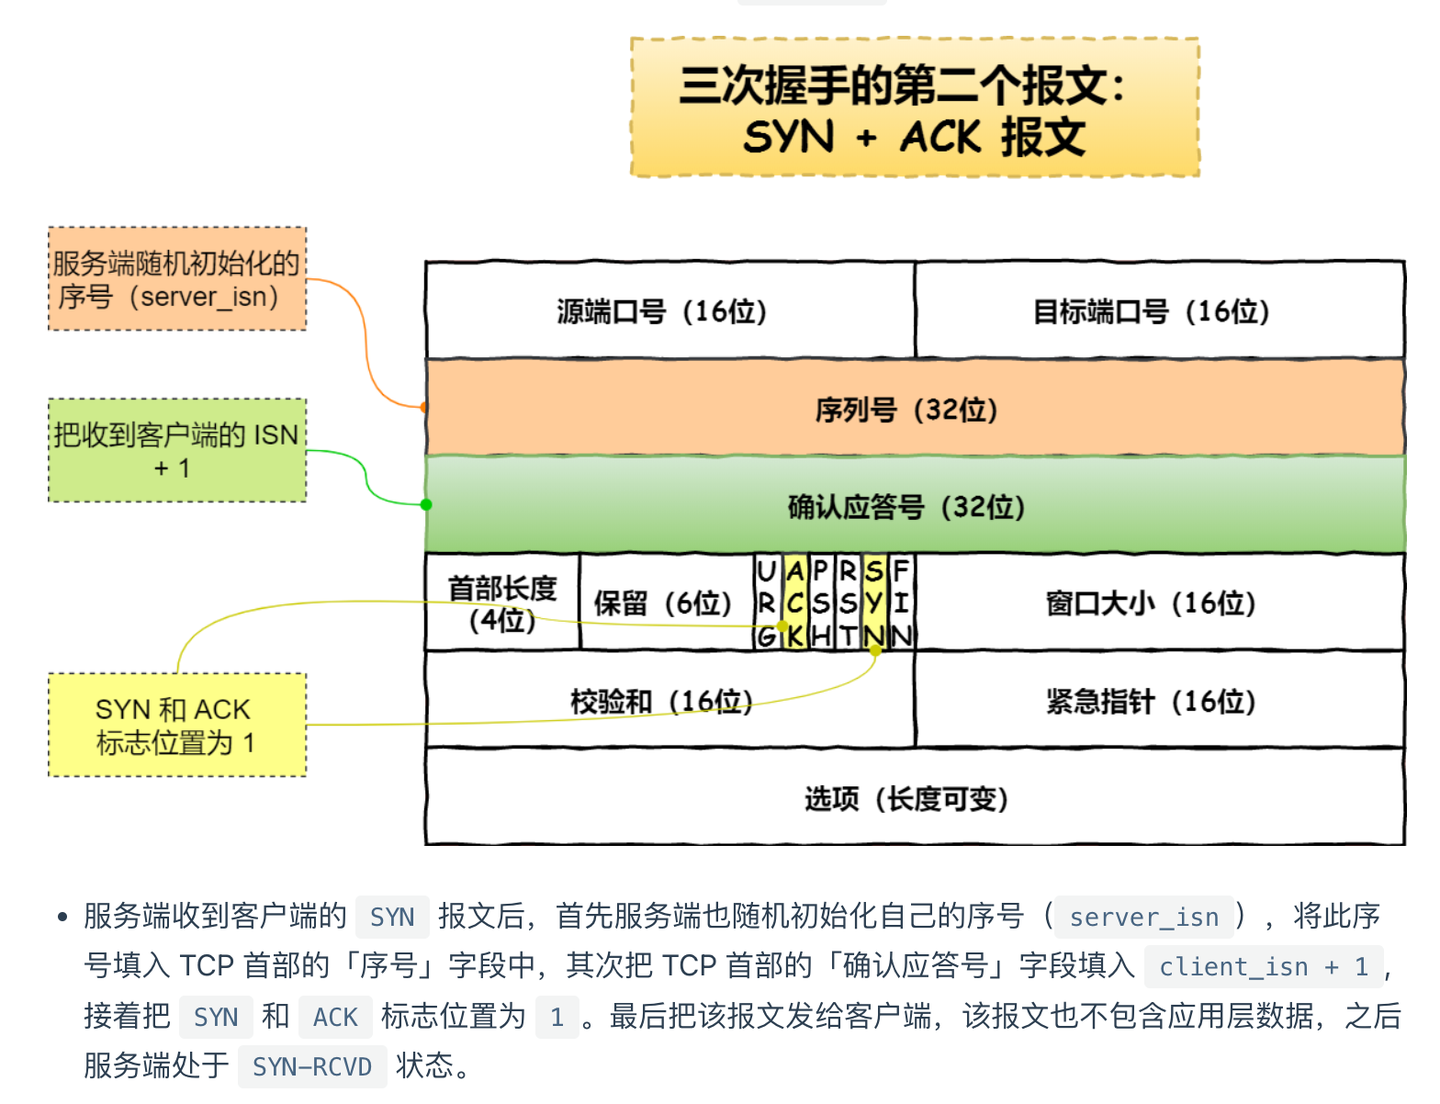 三次握手的第二个报文：
SYN + ACK 报文
服务端随机初始化的
序号（server_isn）
源端口号（16位）
目标端口号（16位）
序列号（32位）
把收到客户端的 ISN
+ 1
确认应答号（32位）
首部长度
（4位）
保留（6位）
URG
ACK
PSH
RST
SYN
FIN
窗口大小（16位）
SYN 和 ACK
标志位置为 1
校验和（16位）
紧急指针（16位）
选项（长度可变）
• 服务端收到客户端的 SYN 报文后，首先服务端也随机初始化自己的序号（server_isn），将此序
号填入 TCP 首部的「序号」字段中，其次把 TCP 首部的「确认应答号」字段填入 client_isn + 1,
接着把 SYN 和 ACK 标志位置为 1。最后把该报文发给客户端，该报文也不包含应用层数据，之后
服务端处于 SYN-RCVD 状态。